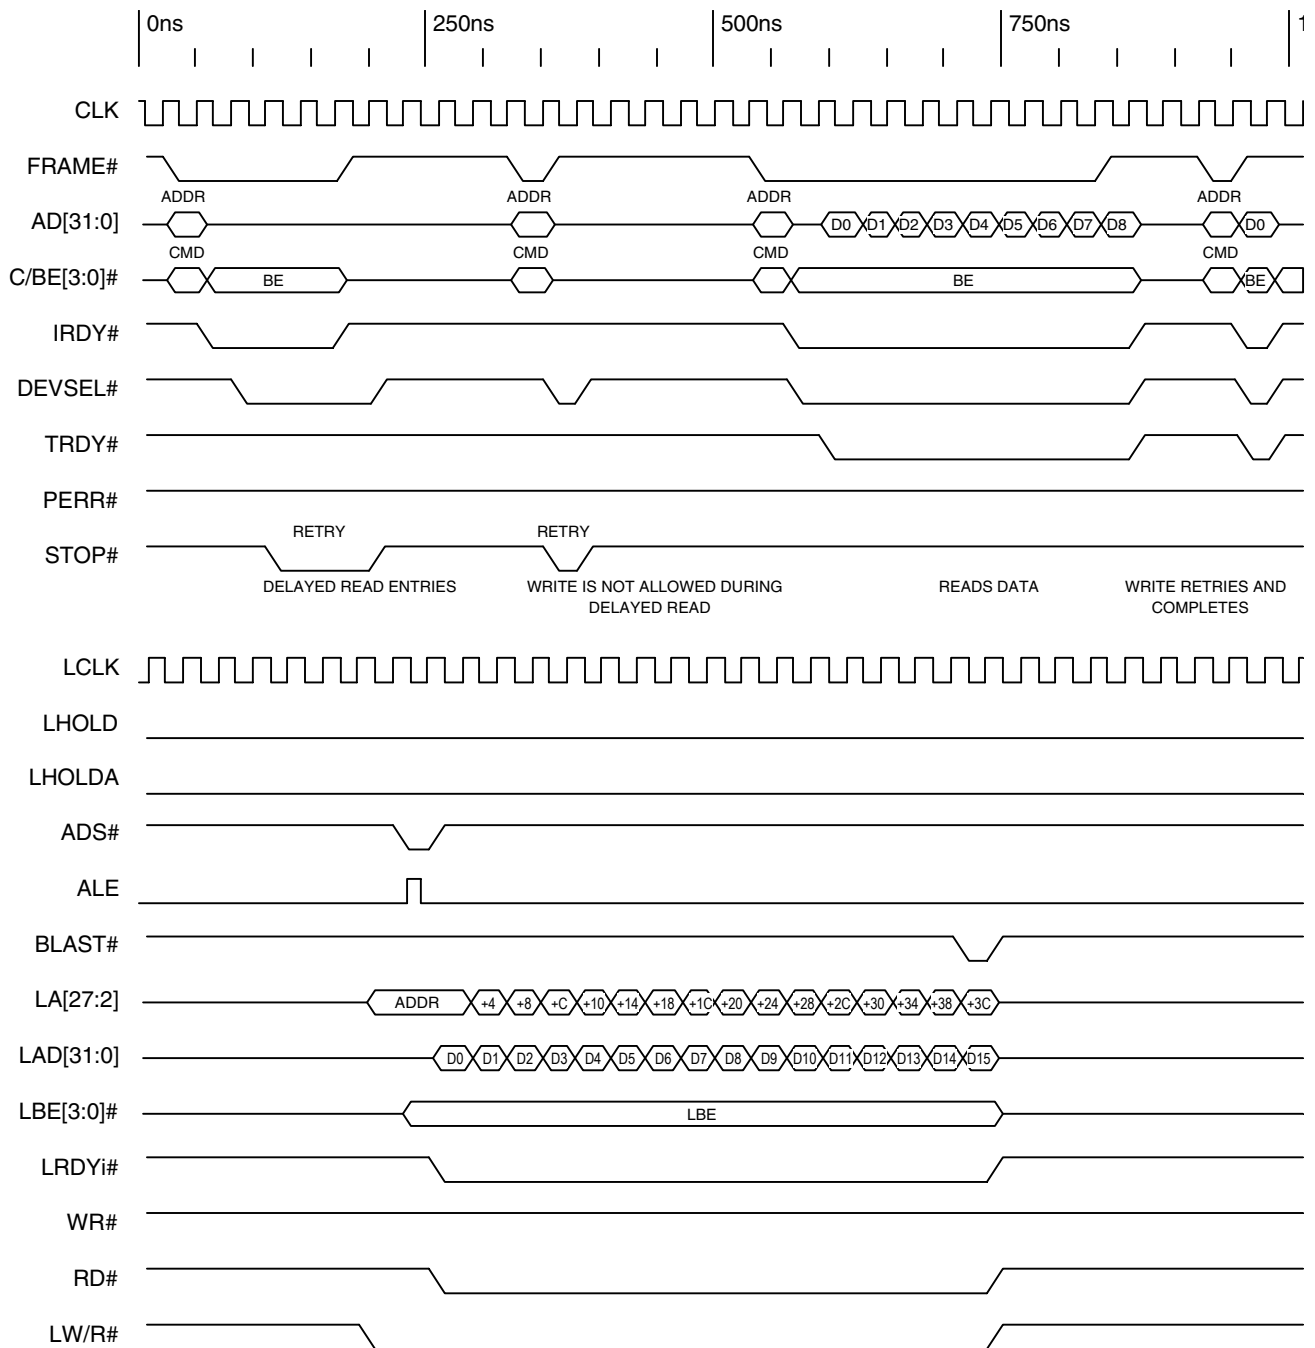 0ns 250ns 500ns 750ns 1
CLK
FRAME#
ADDR ADDR ADDR ADDR
AD[31:0] D0 D1 D2 D3 D4 D5 D6 D7 D8 D0
CMD CMD CMD CMD
C/BE[3:0]# BE BE BE
IRDY#
DEVSEL#
TRDY#
PERR#
RETRY RETRY
STOP#
DELAYED READ ENTRIES WRITE IS NOT ALLOWED DURING READS DATA WRITE RETRIES AND
DELAYED READ COMPLETES
LCLK
LHOLD
LHOLDA
ADS#
ALE
BLAST#
LA[27:2] ADDR +4 +8 +C +10 +14 +18 +1C +20 +24 +28 +2C +30 +34 +38 +3C
LAD[31:0] D0 D1 D2 D3 D4 D5 D6 D7 D8 D9 D10 D11 D12 D13 D14 D15
LBE[3:0]# LBE
LRDYi#
WR#
RD#
LW/R#